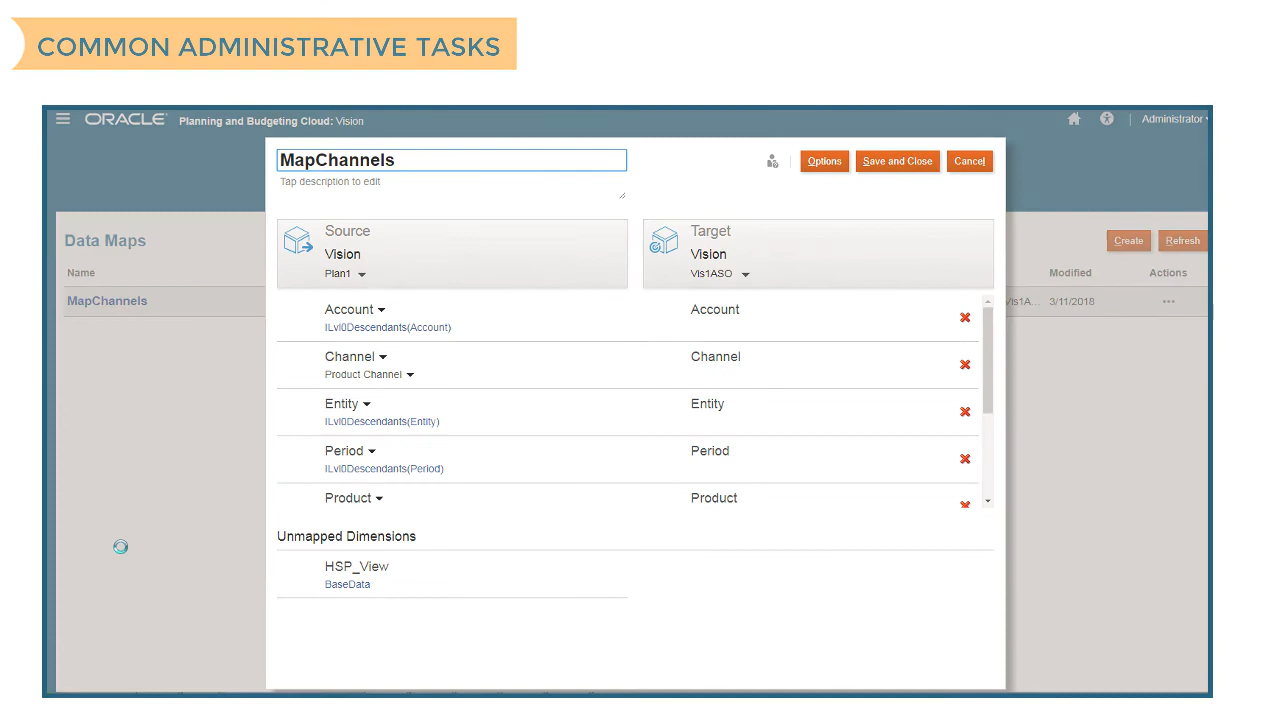 COMMON ADMINISTRATIVE TASKS
ORACLE Planning and Budgeting Cloud: Vision
Administrator
MapChannels
Options
Save and Close
Cancel
Tap description to edit
Source
Vision
Plan1
Target
Vision
Vis1ASO
Data Maps
Create
Refresh
Name
Modified
Actions
MapChannels
Vis1A...
3/11/2018
Account
ILvl0Descendants(Account)
Account
Channel
Product Channel
Channel
Entity
ILvl0Descendants(Entity)
Entity
Period
ILvl0Descendants(Period)
Period
Product
Product
Unmapped Dimensions
HSP_View
BaseData